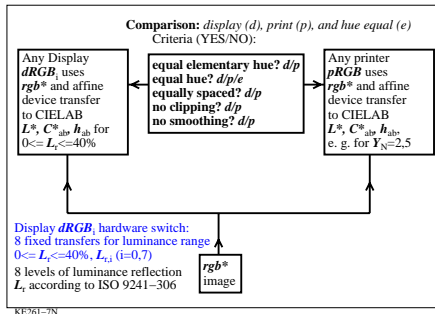 Comparison: display (d), print (p), and hue equal (e)
Criteria (YES/NO):
Any Display
dRGBi uses
rgb* and affine
device transfer
to CIELAB
L*, C*ab, hab for
0<= Lr<=40%
equal elementary hue? d/p
equal hue? d/p/e
equally spaced? d/p
no clipping? d/p
no smoothing? d/p
Any printer
pRGB uses
rgb* and affine
device transfer
to CIELAB
L*, C*ab, hab,
e. g. for YN=2,5
Display dRGBi hardware switch:
8 fixed transfers for luminance range
0<= Lr<=40%, Lr,i (i=0,7)
8 levels of luminance reflection
Lr according to ISO 9241–306
rgb*
image
KE261–7N